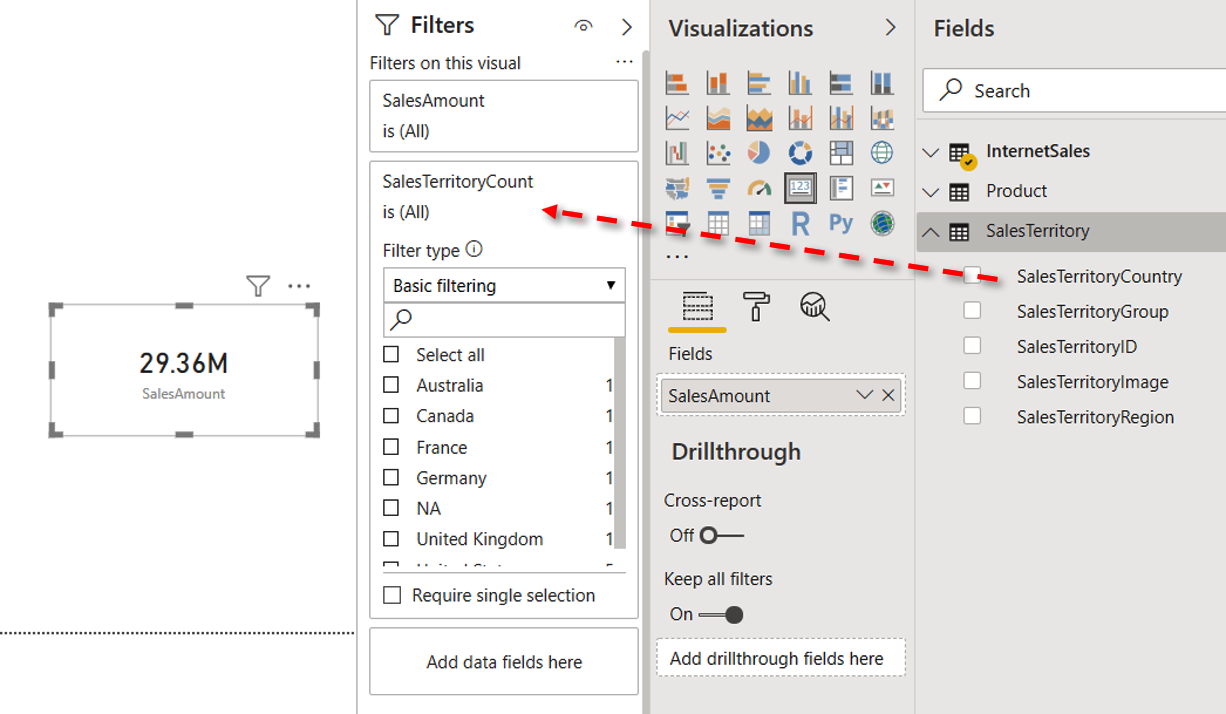 29.36M
SalesAmount
Filters
Filters on this visual
SalesAmount
is (All)
SalesTerritoryCount
is (All)
Filter type
Basic filtering
Select all
Australia 1
Canada 1
France 1
Germany 1
NA 1
United Kingdom 1
Require single selection
Add data fields here
Visualizations
123
R Py
Fields
SalesAmount
Drillthrough
Cross-report
Off
Keep all filters
On
Add drillthrough fields here
Fields
Search
InternetSales
Product
SalesTerritory
SalesTerritoryCountry
SalesTerritoryGroup
SalesTerritoryID
SalesTerritoryImage
SalesTerritoryRegion